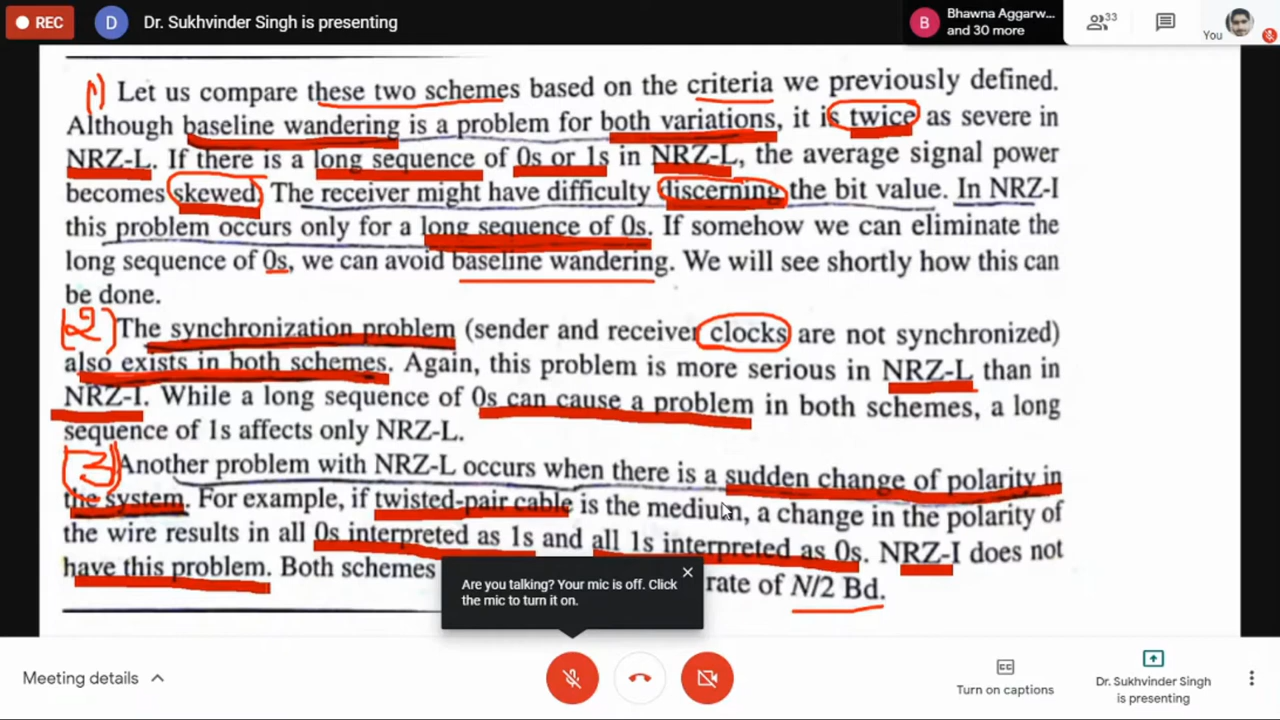 REC
D
Dr. Sukhvinder Singh is presenting
B
Bhawna Aggarw...
and 30 more
33
You
1) Let us compare these two schemes based on the criteria we previously defined.
Although baseline wandering is a problem for both variations, it is twice as severe in
NRZ-L. If there is a long sequence of 0s or 1s in NRZ-L, the average signal power
becomes skewed. The receiver might have difficulty discerning the bit value. In NRZ-I
this problem occurs only for a long sequence of 0s. If somehow we can eliminate the
long sequence of 0s, we can avoid baseline wandering. We will see shortly how this can
be done.
(2) The synchronization problem (sender and receiver clocks are not synchronized)
also exists in both schemes. Again, this problem is more serious in NRZ-L than in
NRZ-I. While a long sequence of 0s can cause a problem in both schemes, a long
sequence of 1s affects only NRZ-L.
3 Another problem with NRZ-L occurs when there is a sudden change of polarity in
the system. For example, if twisted-pair cable is the medium, a change in the polarity of
the wire results in all 0s interpreted as 1s and all 1s interpreted as 0s. NRZ-I does not
have this problem. Both schemes rate of N/2 Bd.
Are you talking? Your mic is off. Click
the mic to turn it on.
Meeting details
CC
Turn on captions
Dr. Sukhvinder Singh
is presenting